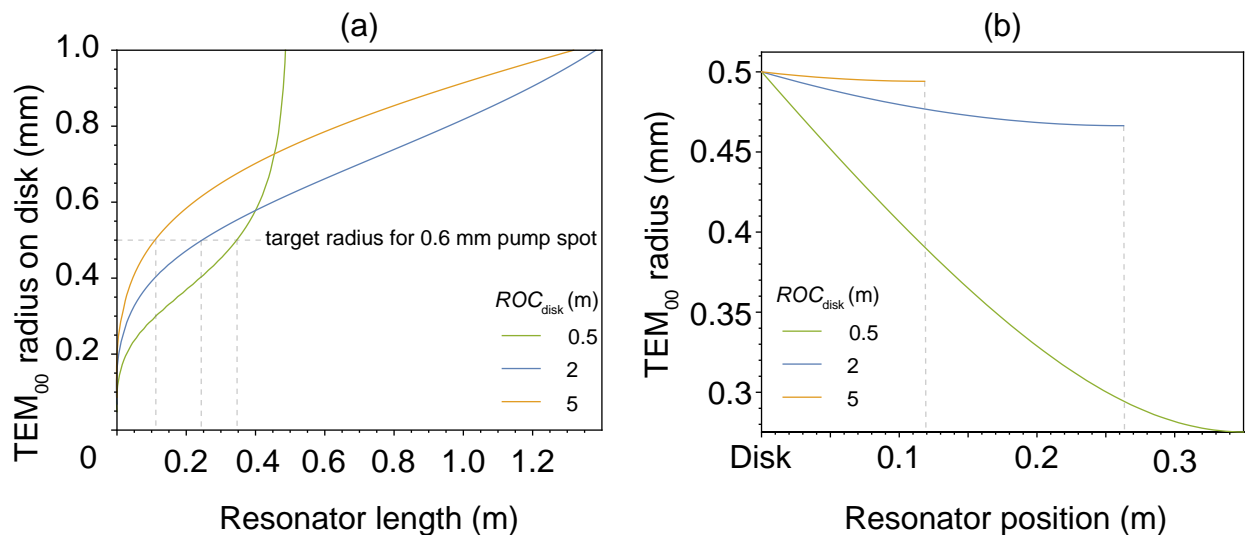 (a)
TEM₀₀ radius on disk (mm)
1.0
0.8
0.6
0.4
0.2
0
0.2
0.4
0.6
0.8
1.0
1.2
target radius for 0.6 mm pump spot
ROC_disk (m)
0.5
2
5
Resonator length (m)
(b)
TEM₀₀ radius (mm)
0.5
0.45
0.4
0.35
0.3
Disk
0.1
0.2
0.3
ROC_disk (m)
0.5
2
5
Resonator position (m)